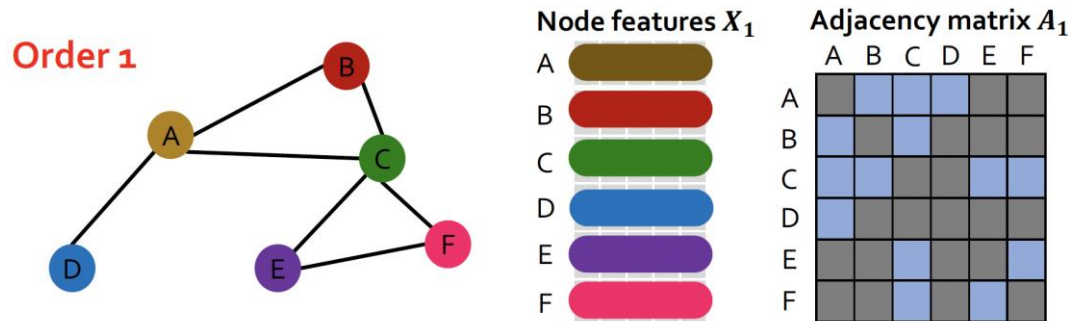 Order 1
B
A
C
F
D
E
Node features X₁
A
B
C
D
E
F
Adjacency matrix A₁
A B C D E F
A
B
C
D
E
F